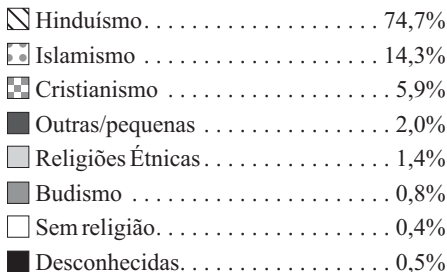 Hinduísmo. . . . . . . . . . . . . . . . . . . . 74,7%
Islamismo . . . . . . . . . . . . . . . . . . . 14,3%
Cristianismo . . . . . . . . . . . . . . . . . . 5,9%
Outras/pequenas . . . . . . . . . . . . . . . 2,0%
Religiões Étnicas. . . . . . . . . . . . . . . 1,4%
Budismo . . . . . . . . . . . . . . . . . . . . . 0,8%
Sem religião. . . . . . . . . . . . . . . . . . . 0,4%
Desconhecidas. . . . . . . . . . . . . . . . . 0,5%